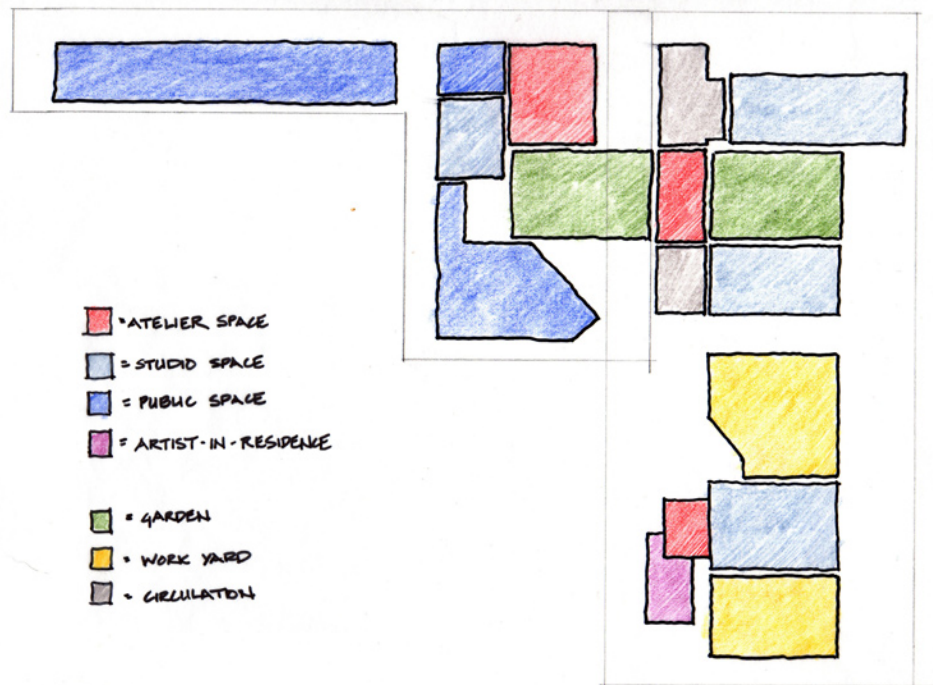 = ATELIER SPACE
= STUDIO SPACE
= PUBLIC SPACE
= ARTIST-IN-RESIDENCE
= GARDEN
= WORK YARD
= CIRCULATION